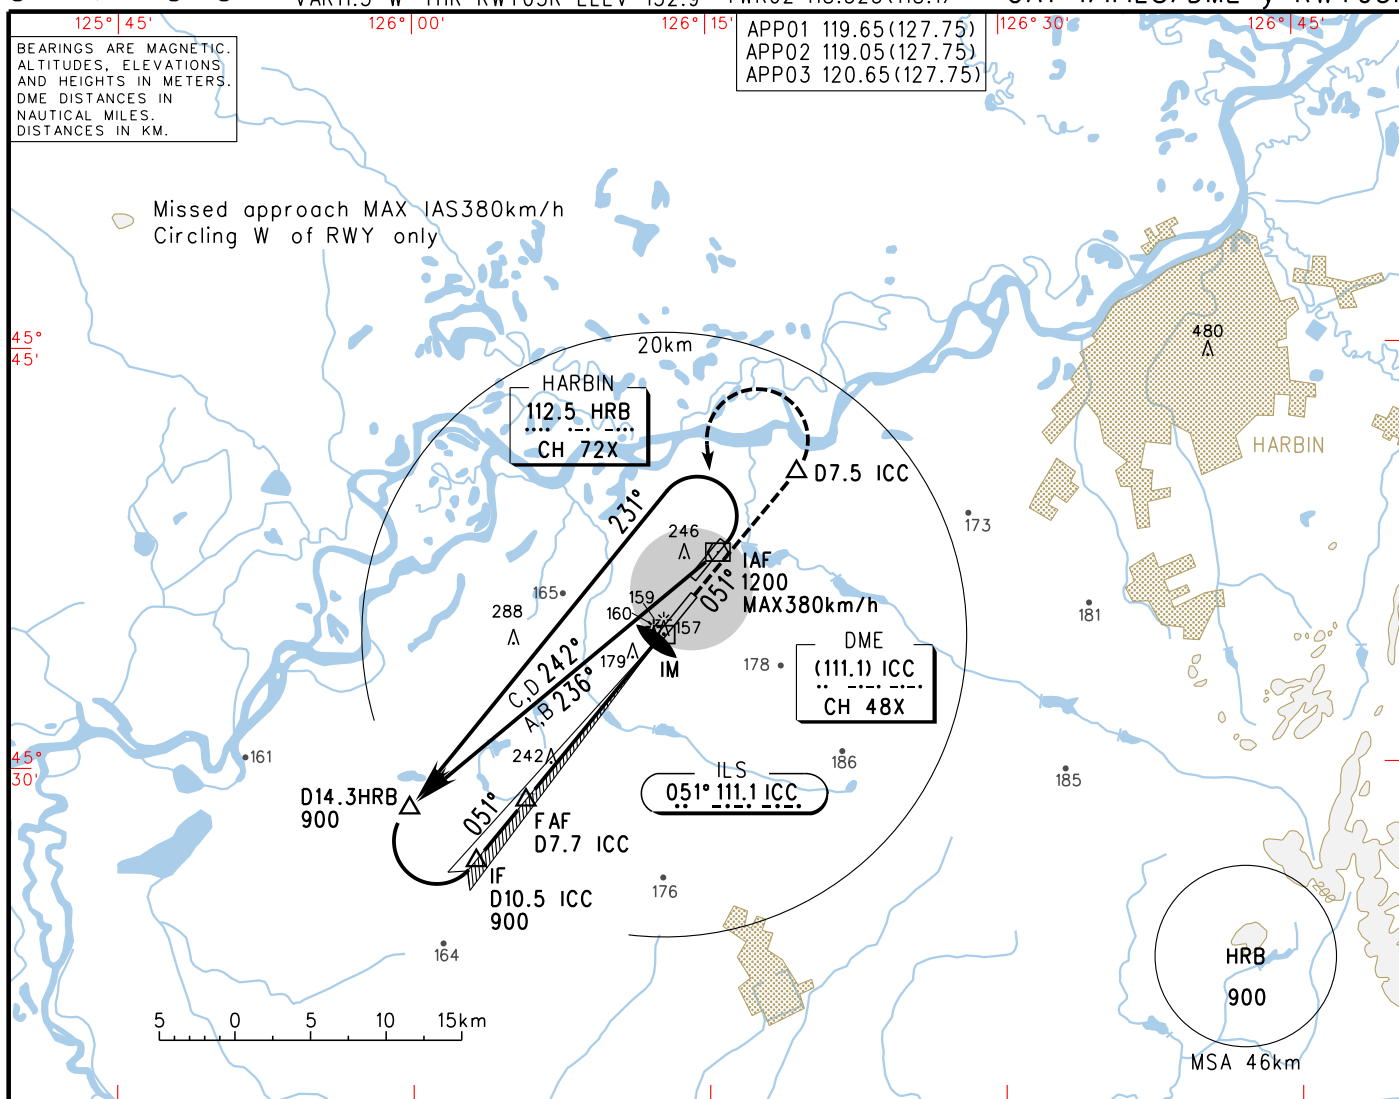 125°45'
126°00'
126°15'
126°30'
126°45'
BEARINGS ARE MAGNETIC.
ALTITUDES, ELEVATIONS
AND HEIGHTS IN METERS.
DME DISTANCES IN
NAUTICAL MILES.
DISTANCES IN KM.
APP01 119.65(127.75)
APP02 119.05(127.75)
APP03 120.65(127.75)
Missed approach MAX IAS380km/h
Circling W of RWY only
45°
45'
480
20km
HARBIN
112.5 HRB
CH 72X
HARBIN
D7.5 ICC
231°
173
246
IAF
1200
MAX380km/h
051°
165
159
160
157
181
288
179
IM
178
DME
(111.1) ICC
CH 48X
C,D 242°
A,B 236°
45°
30'
161
242
186
185
ILS
051° 111.1 ICC
D14.3HRB
900
051°
FAF
D7.7 ICC
IF
D10.5 ICC
900
176
200
164
HRB
900
5 0 5 10 15km
MSA 46km